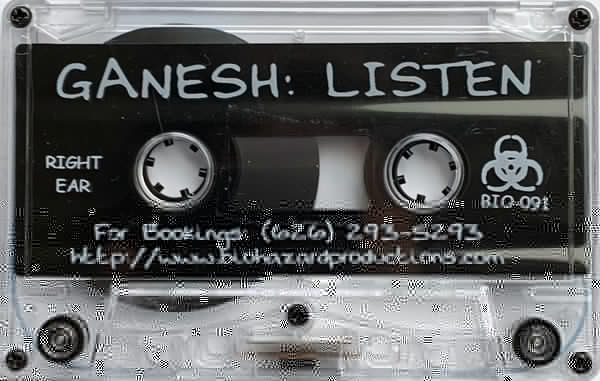 GANESH: LISTEN
RIGHT
EAR
BIO-091
For Bookings (626) 293-5293
http://www.biohazardproductions.com